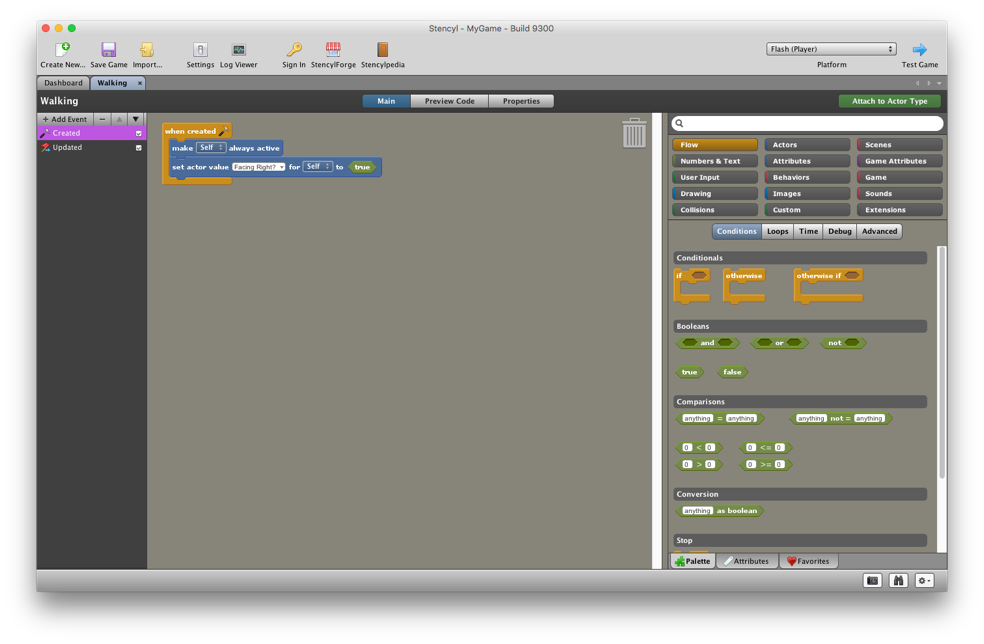 Stencyl - MyGame - Build 9300
Create New... Save Game Import... Settings Log Viewer Sign In StencylForge Stencylpedia
Flash (Player)
Platform
Test Game
Dashboard Walking ×
Walking
Main Preview Code Properties
Attach to Actor Type
+ Add Event
Created
Updated
when created
make Self always active
set actor value Facing Right? for Self to true
Flow Actors Scenes
Numbers & Text Attributes Game Attributes
User Input Behaviors Game
Drawing Images Sounds
Collisions Custom Extensions
Conditions Loops Time Debug Advanced
Conditionals
if otherwise otherwise if
Booleans
and or not
true false
Comparisons
anything = anything anything not = anything
0 < 0 0 <= 0
0 > 0 0 >= 0
Conversion
anything as boolean
Stop
Palette Attributes Favorites